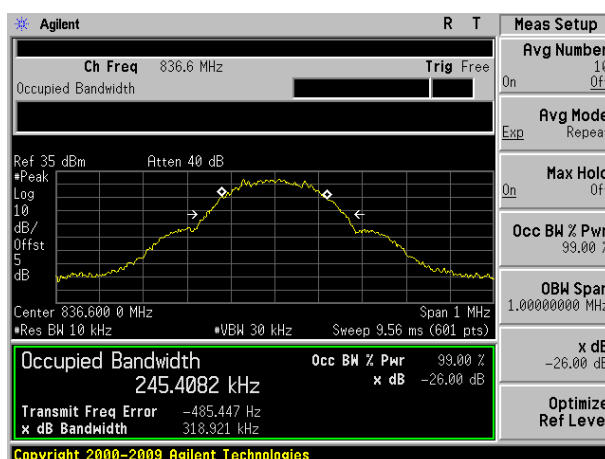 Agilent R T
Ch Freq 836.6 MHz Trig Free
Occupied Bandwidth
Ref 35 dBm Atten 40 dB
#Peak
Log
10
dB/
Offst
5
dB
Center 836.600 0 MHz Span 1 MHz
#Res BW 10 kHz #VBW 30 kHz Sweep 9.56 ms (601 pts)
Occupied Bandwidth Occ BW % Pwr 99.00 %
245.4082 kHz x dB -26.00 dB
Transmit Freq Error -485.447 Hz
x dB Bandwidth 318.921 kHz
Copyright 2000-2009 Agilent Technologies
Meas Setup
Avg Number
10
On Of
Avg Mode
Exp Repea
Max Hold
On Of
Occ BW % Pwr
99.00 %
OBW Span
1.00000000 MHz
x dB
-26.00 dB
Optimize
Ref Leve